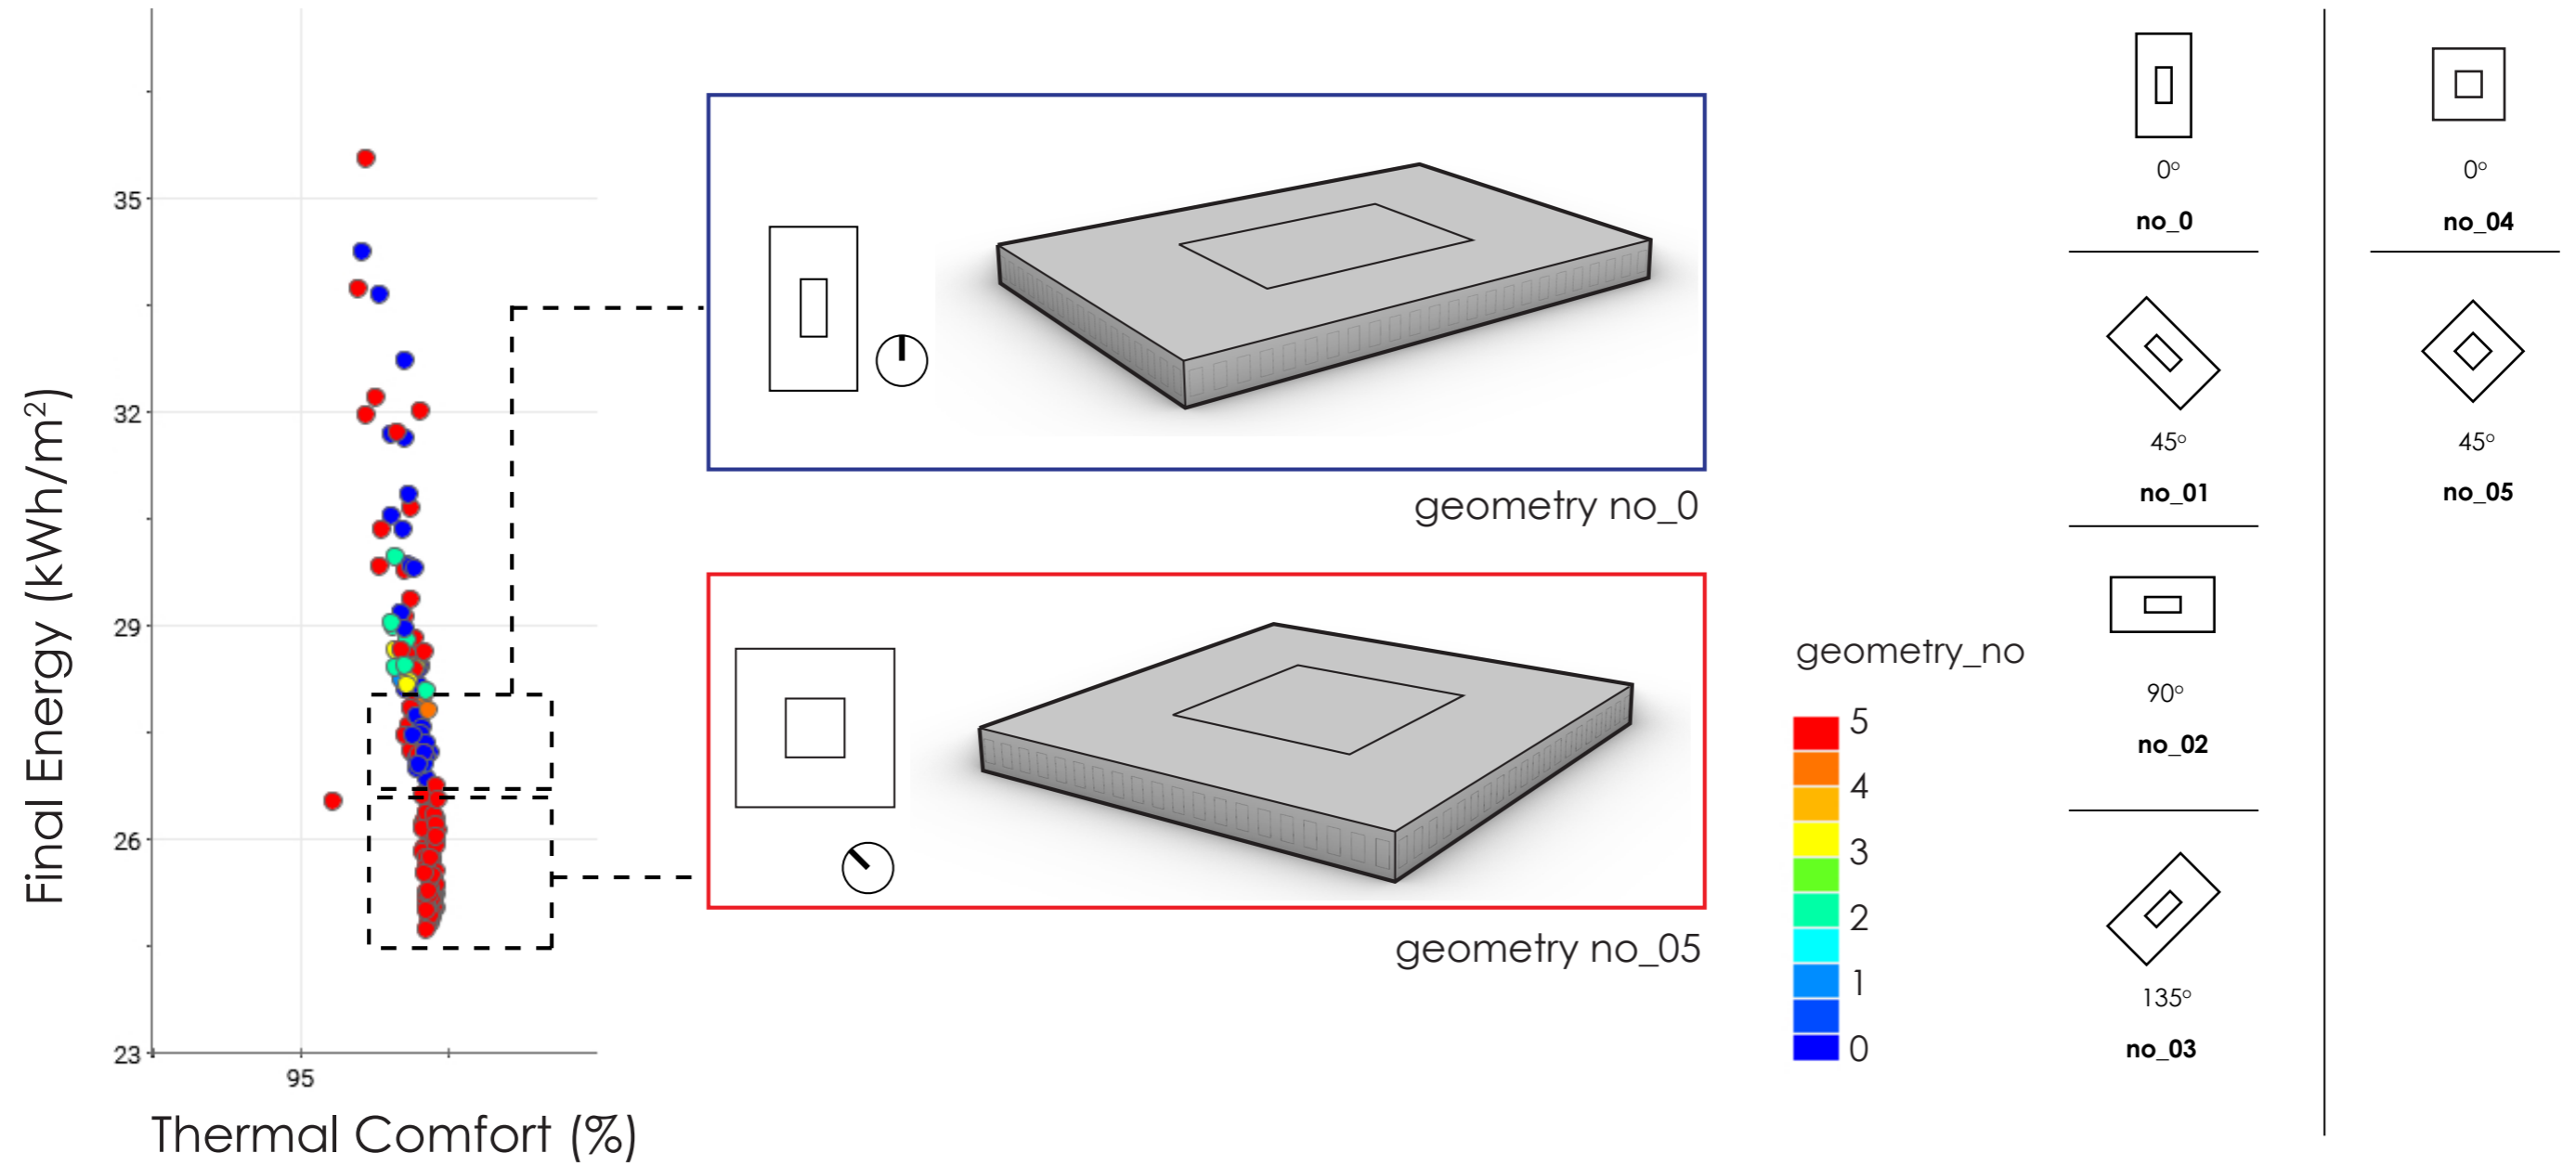 Final Energy (kWh/m²)
35
32
29
26
23
95
Thermal Comfort (%)
geometry no_0
geometry no_05
geometry_no
5
4
3
2
1
0
0°
no_0
45°
no_01
90°
no_02
135°
no_03
0°
no_04
45°
no_05